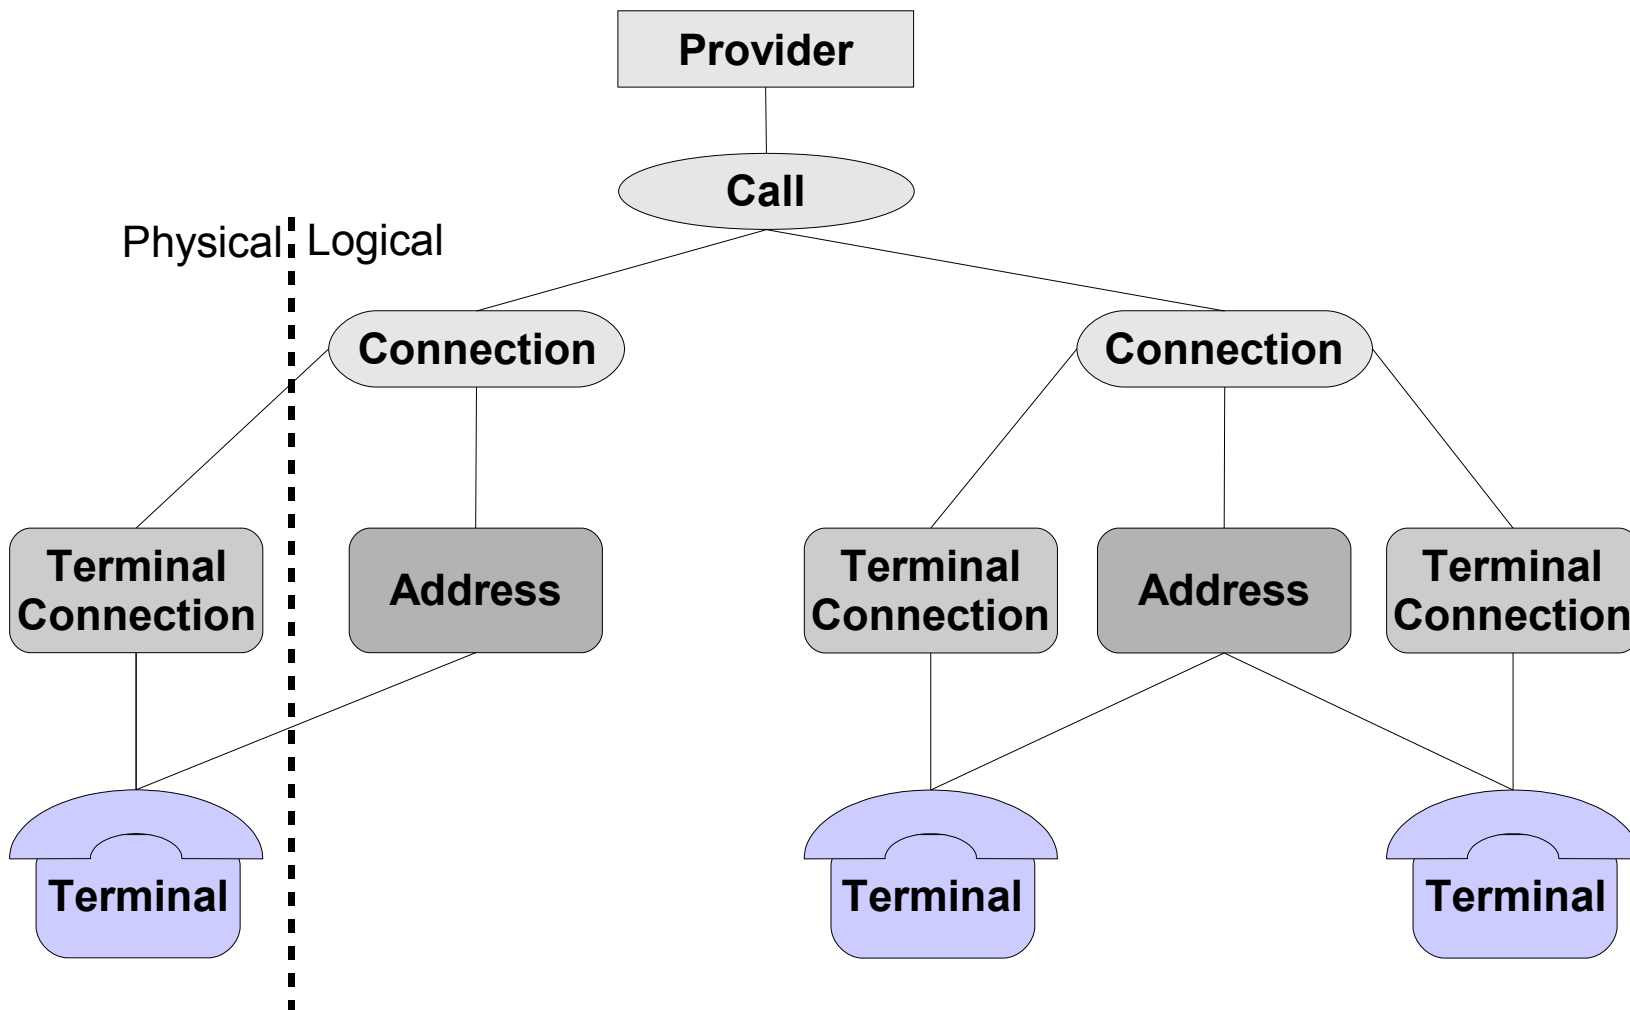 Provider
Call
Physical Logical
Connection
Connection
Terminal
Connection
Address
Terminal
Connection
Address
Terminal
Connection
Terminal
Terminal
Terminal